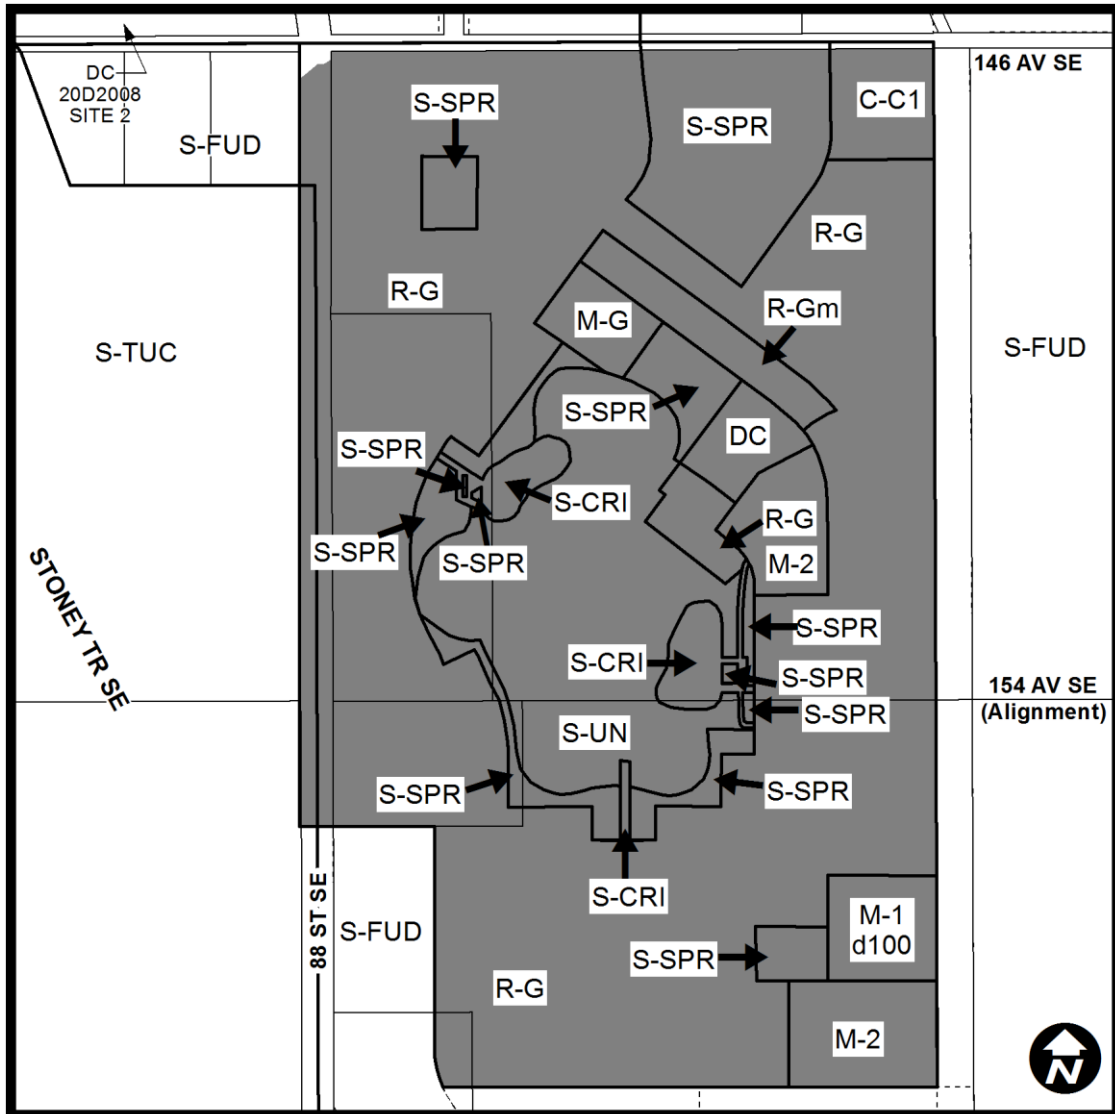 146 AV SE
DC
20D2008
SITE 2
S-FUD
S-SPR
S-SPR
C-C1
R-G
R-G
R-Gm
M-G
S-TUC
S-FUD
S-SPR
DC
S-SPR
S-CRI
R-G
S-SPR
S-SPR
M-2
STONEY TR SE
S-SPR
S-CRI
S-SPR
154 AV SE
(Alignment)
S-SPR
S-UN
S-SPR
S-SPR
S-CRI
88 ST SE
S-FUD
M-1
d100
S-SPR
R-G
M-2
N